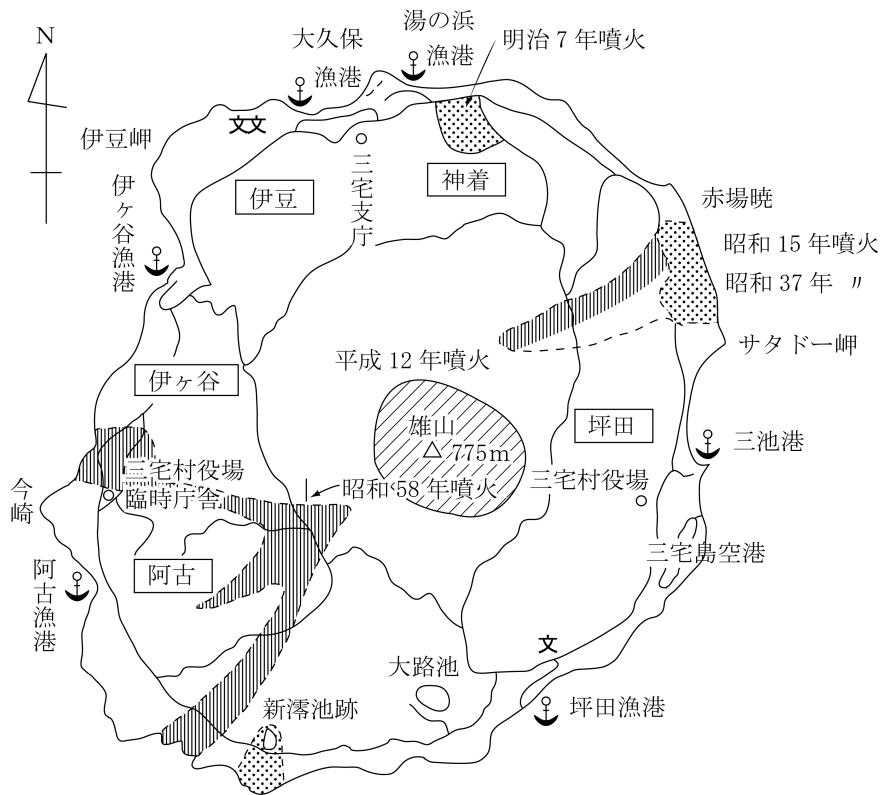 N
湯の浜
漁港
明治7年噴火
大久保
漁港
文文
伊豆岬
伊豆
三宅支庁
神着
伊ヶ谷漁港
赤場暁
昭和15年噴火
昭和37年 〃
サタドー岬
平成12年噴火
伊ヶ谷
雄山
775m
坪田
三池港
三宅村役場
臨時庁舎
昭和58年噴火
三宅村役場
今崎
三宅島空港
阿古
阿古漁港
文
大路池
新澪池跡
坪田漁港